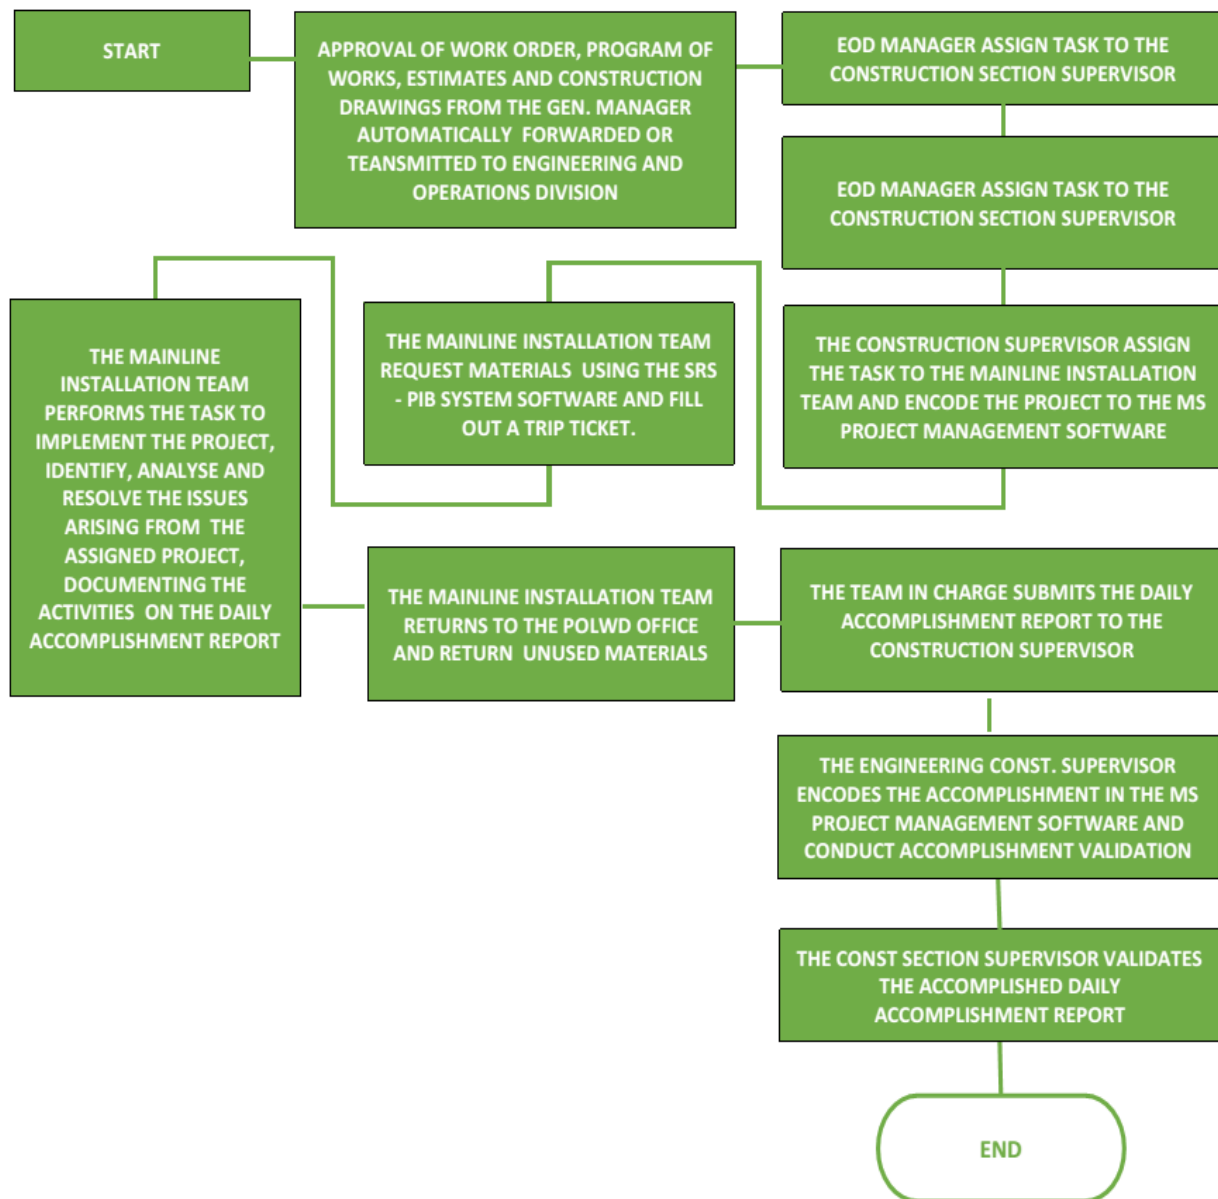 START
APPROVAL OF WORK ORDER, PROGRAM OF
WORKS, ESTIMATES AND CONSTRUCTION
DRAWINGS FROM THE GEN. MANAGER
AUTOMATICALLY FORWARDED OR
TEANSMITTED TO ENGINEERING AND
OPERATIONS DIVISION
EOD MANAGER ASSIGN TASK TO THE
CONSTRUCTION SECTION SUPERVISOR
EOD MANAGER ASSIGN TASK TO THE
CONSTRUCTION SECTION SUPERVISOR
THE CONSTRUCTION SUPERVISOR ASSIGN
THE TASK TO THE MAINLINE INSTALLATION
TEAM AND ENCODE THE PROJECT TO THE MS
PROJECT MANAGEMENT SOFTWARE
THE MAINLINE INSTALLATION TEAM
REQUEST MATERIALS USING THE SRS
- PIB SYSTEM SOFTWARE AND FILL
OUT A TRIP TICKET.
THE MAINLINE
INSTALLATION TEAM
PERFORMS THE TASK TO
IMPLEMENT THE PROJECT,
IDENTIFY, ANALYSE AND
RESOLVE THE ISSUES
ARISING FROM THE
ASSIGNED PROJECT,
DOCUMENTING THE
ACTIVITIES ON THE DAILY
ACCOMPLISHMENT REPORT
THE MAINLINE INSTALLATION TEAM
RETURNS TO THE POLWD OFFICE
AND RETURN UNUSED MATERIALS
THE TEAM IN CHARGE SUBMITS THE DAILY
ACCOMPLISHMENT REPORT TO THE
CONSTRUCTION SUPERVISOR
THE ENGINEERING CONST. SUPERVISOR
ENCODES THE ACCOMPLISHMENT IN THE MS
PROJECT MANAGEMENT SOFTWARE AND
CONDUCT ACCOMPLISHMENT VALIDATION
THE CONST SECTION SUPERVISOR VALIDATES
THE ACCOMPLISHED DAILY
ACCOMPLISHMENT REPORT
END